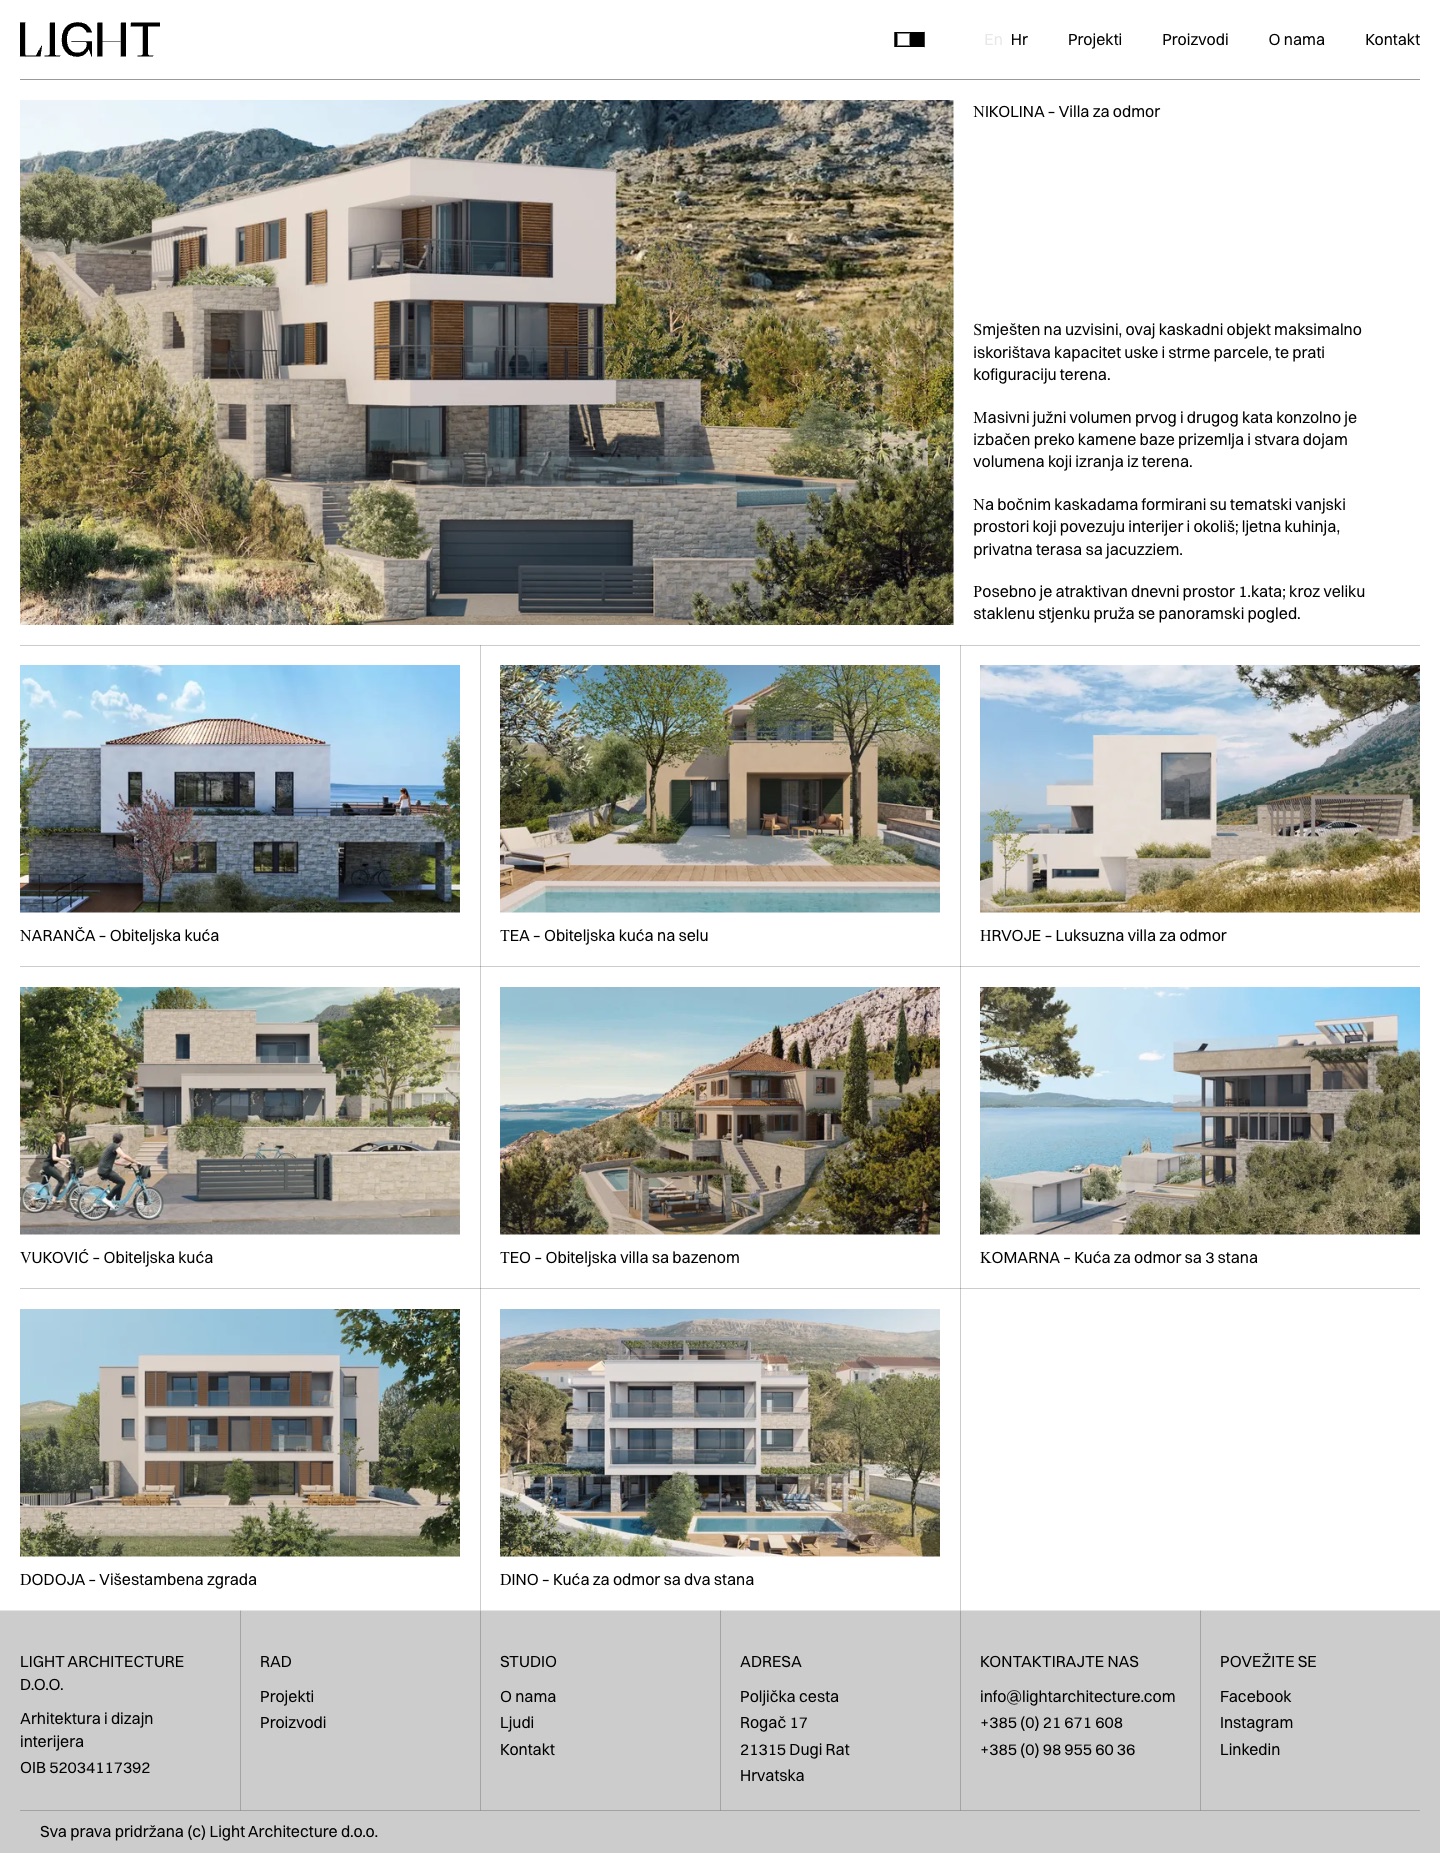 LIGHT
En Hr Projekti Proizvodi O nama Kontakt
NIKOLINA – Villa za odmor
Smješten na uzvisini, ovaj kaskadni objekt maksimalno
iskorištava kapacitet uske i strme parcele, te prati
kofiguraciju terena.
Masivni južni volumen prvog i drugog kata konzolno je
izbačen preko kamene baze prizemlja i stvara dojam
volumena koji izranja iz terena.
Na bočnim kaskadama formirani su tematski vanjski
prostori koji povezuju interijer i okoliš; ljetna kuhinja,
privatna terasa sa jacuzziem.
Posebno je atraktivan dnevni prostor 1.kata; kroz veliku
staklenu stjenku pruža se panoramski pogled.
NARANČA – Obiteljska kuća
TEA – Obiteljska kuća na selu
HRVOJE – Luksuzna villa za odmor
VUKOVIĆ – Obiteljska kuća
TEO – Obiteljska villa sa bazenom
KOMARNA – Kuća za odmor sa 3 stana
DODOJA – Višestambena zgrada
DINO – Kuća za odmor sa dva stana
LIGHT ARCHITECTURE
D.O.O.
Arhitektura i dizajn
interijera
OIB 52034117392
RAD
Projekti
Proizvodi
STUDIO
O nama
Ljudi
Kontakt
ADRESA
Poljička cesta
Rogač 17
21315 Dugi Rat
Hrvatska
KONTAKTIRAJTE NAS
info@lightarchitecture.com
+385 (0) 21 671 608
+385 (0) 98 955 60 36
POVEŽITE SE
Facebook
Instagram
Linkedin
Sva prava pridržana (c) Light Architecture d.o.o.